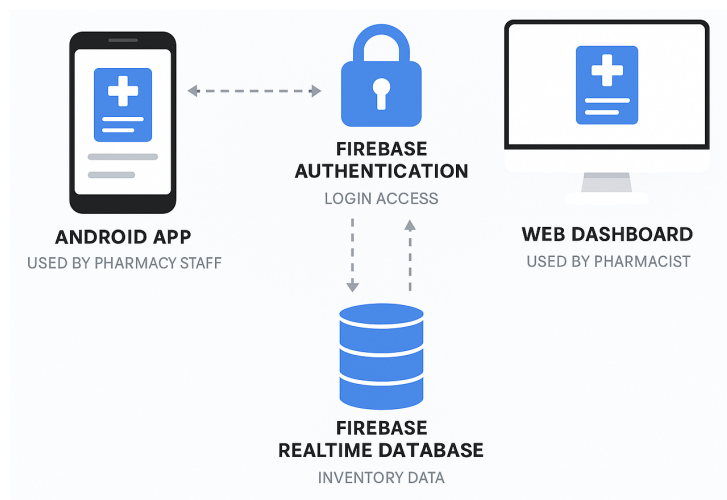 ANDROID APP
USED BY PHARMACY STAFF
FIREBASE
AUTHENTICATION
LOGIN ACCESS
WEB DASHBOARD
USED BY PHARMACIST
FIREBASE
REALTIME DATABASE
INVENTORY DATA